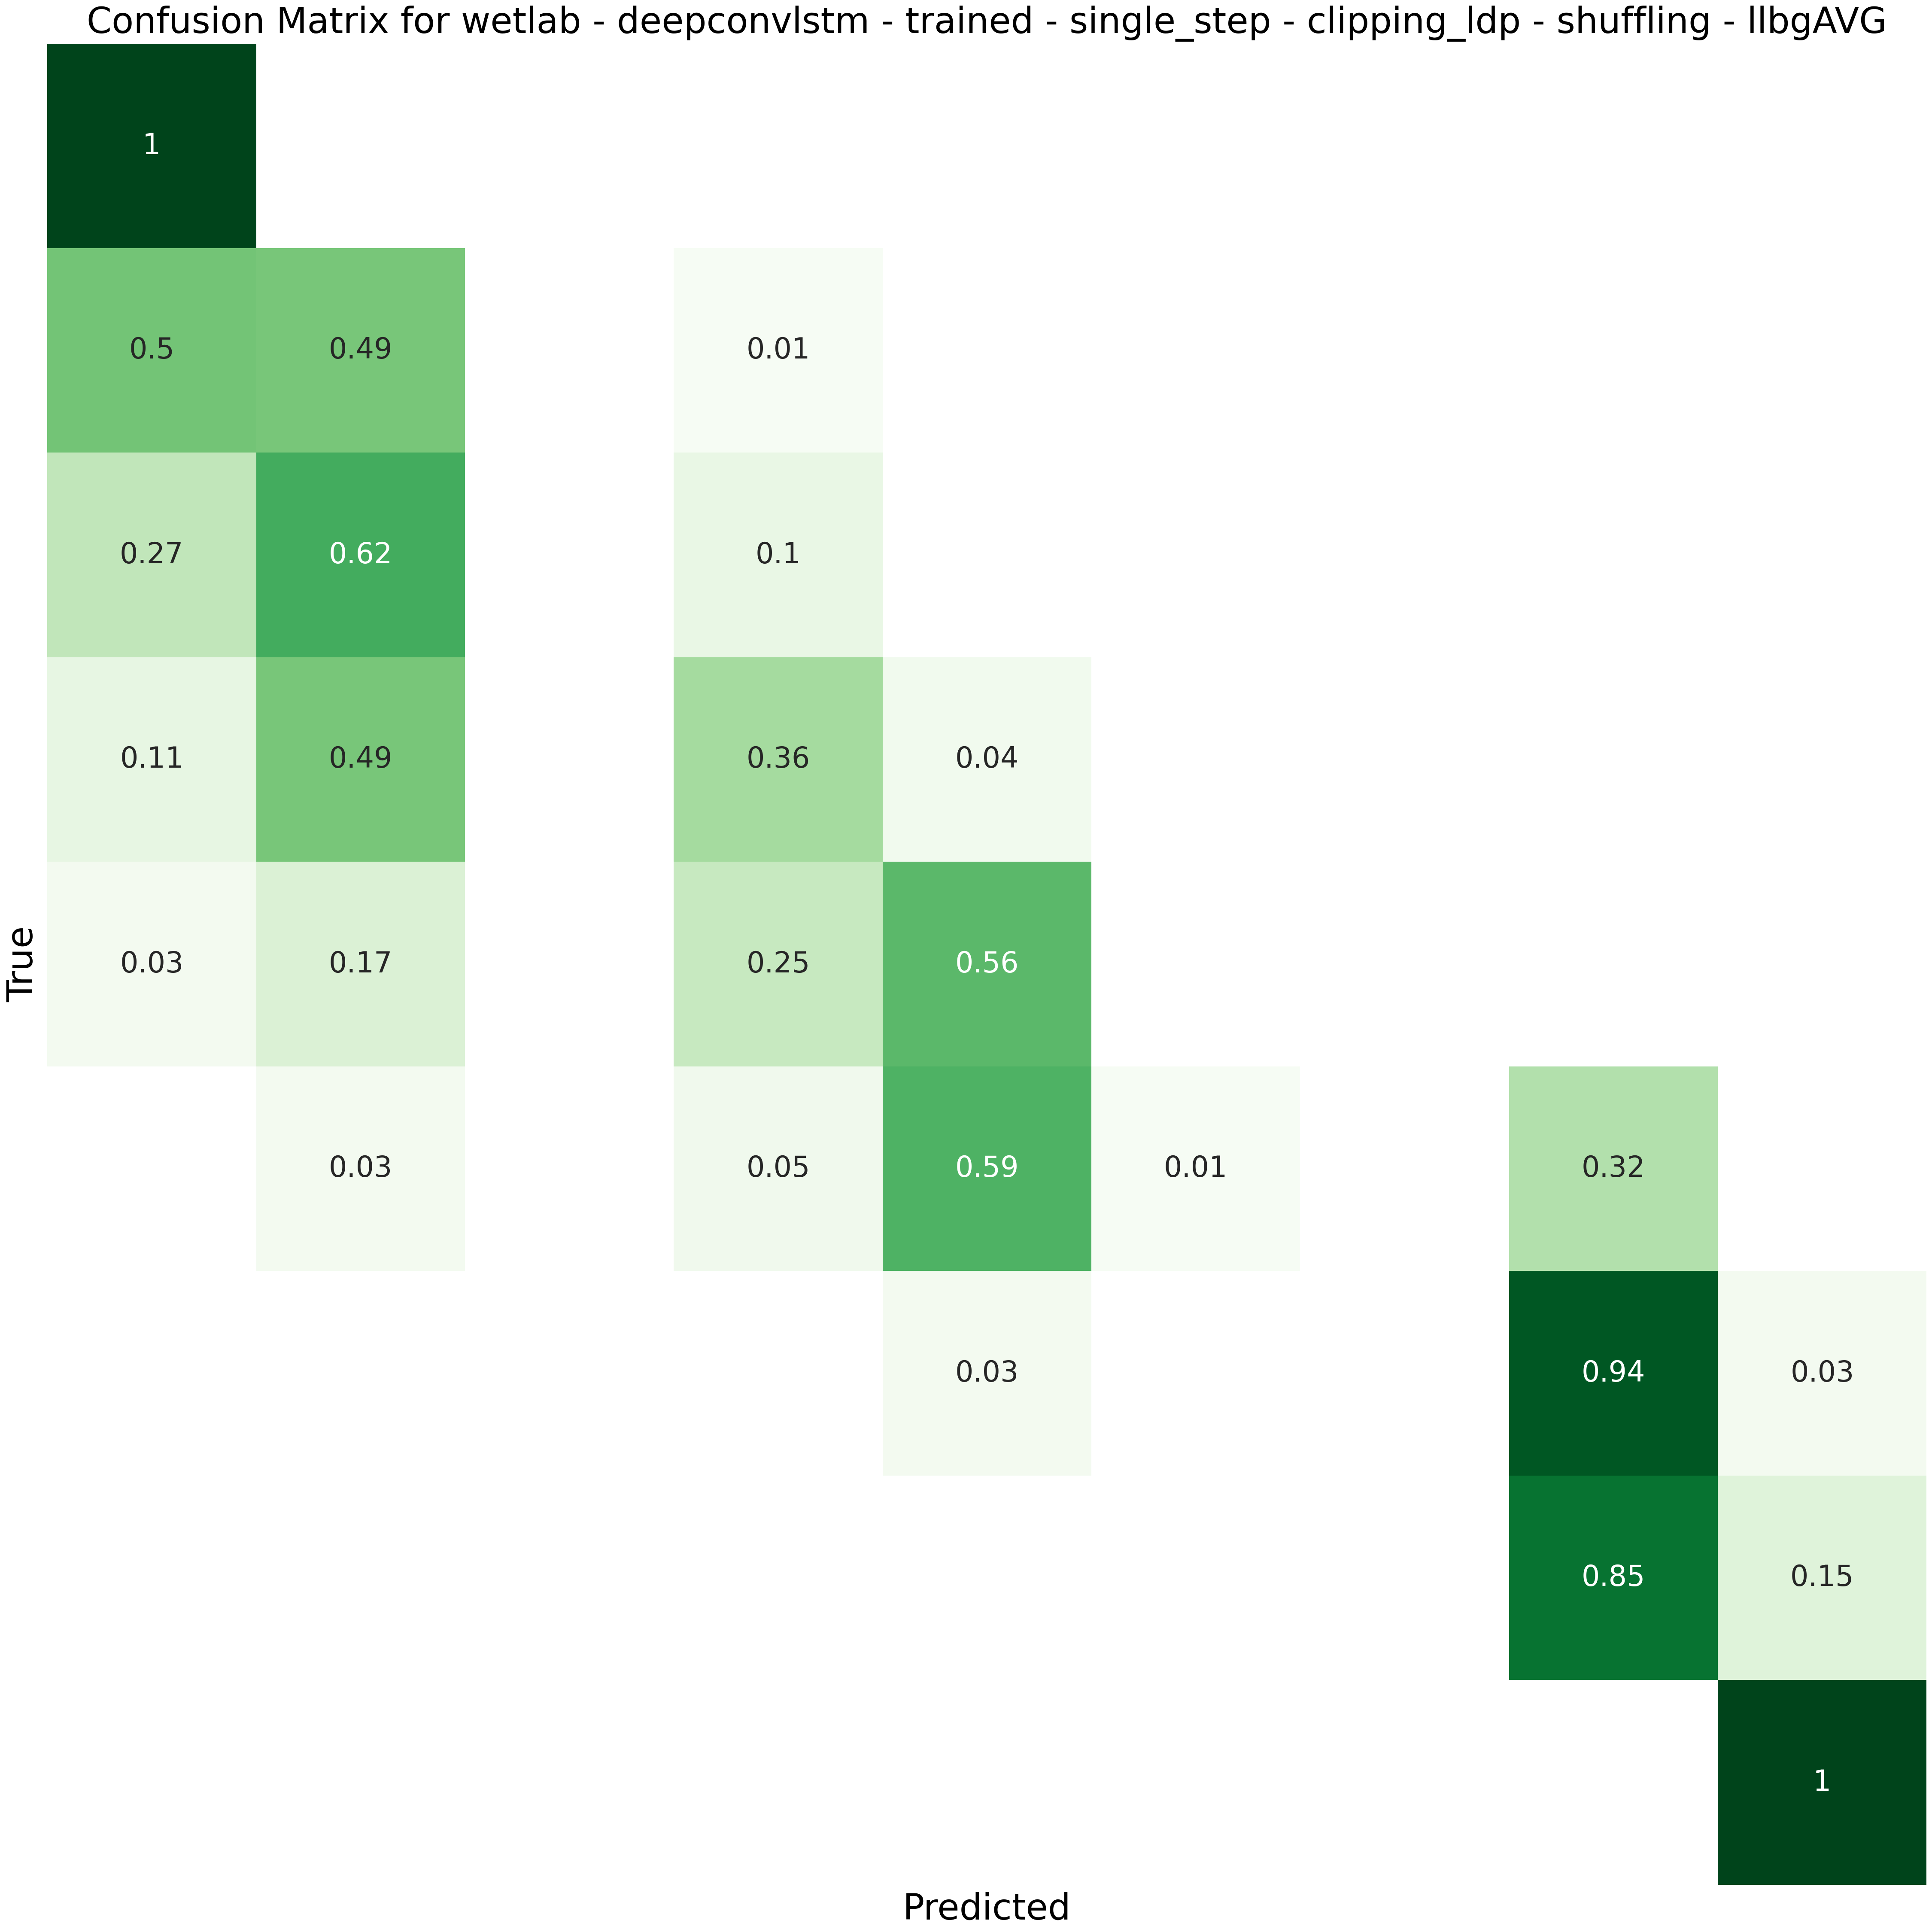 Confusion Matrix for wetlab - deepconvlstm - trained - single_step - clipping_ldp - shuffling - llbgAVG
1
0.5 0.49 0.01
0.27 0.62 0.1
0.11 0.49 0.36 0.04
True
0.03 0.17 0.25 0.56
0.03 0.05 0.59 0.01 0.32
0.03 0.94 0.03
0.85 0.15
1
Predicted